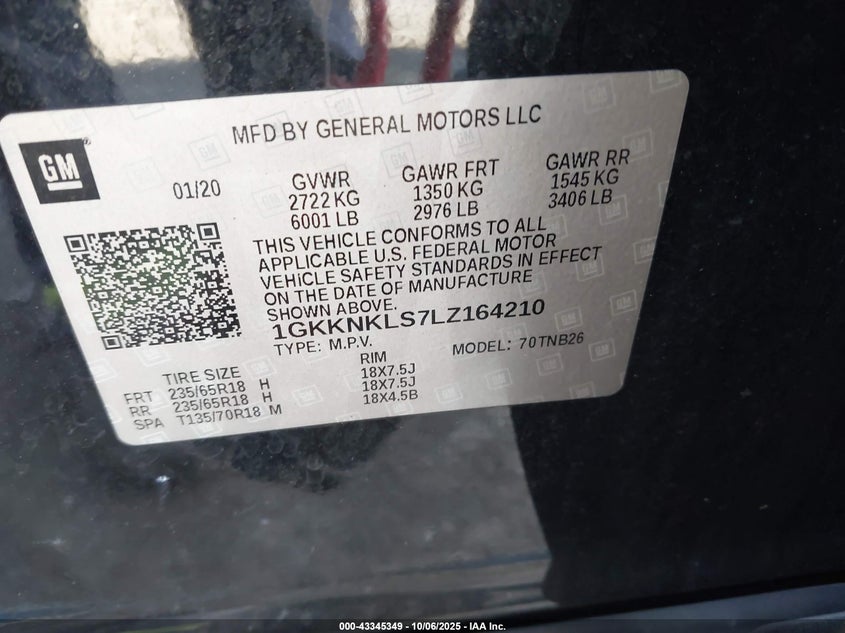 GM
MFD BY GENERAL MOTORS LLC
01/20
GVWR
2722 KG
6001 LB
GAWR FRT
1350 KG
2976 LB
GAWR RR
1545 KG
3406 LB
THIS VEHICLE CONFORMS TO ALL
APPLICABLE U.S. FEDERAL MOTOR
VEHICLE SAFETY STANDARDS IN EFFECT
ON THE DATE OF MANUFACTURE
SHOWN ABOVE.
1GKKNKLS7LZ164210
TYPE: M.P.V. MODEL: 70TNB26
TIRE SIZE RIM
FRT 235/65R18 H 18X7.5J
RR 235/65R18 H 18X7.5J
SPA T135/70R18 M 18X4.5B
000-43345349 - 10/06/2025 - IAA Inc.